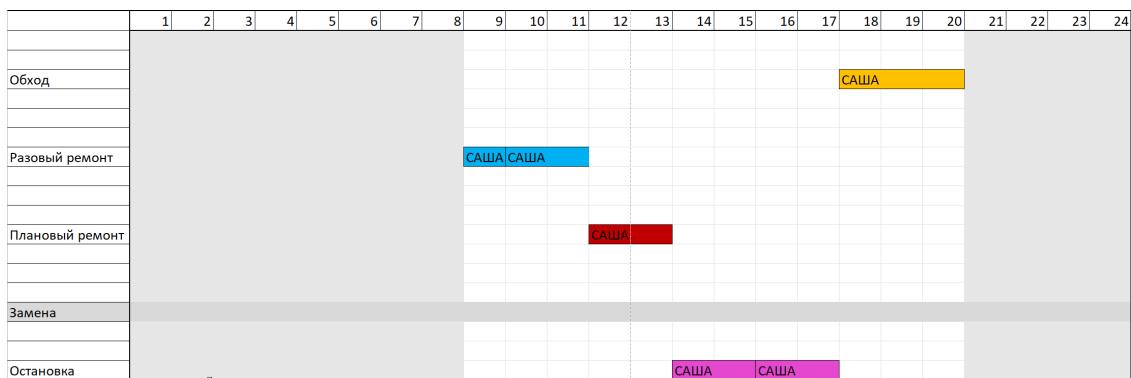 1 2 3 4 5 6 7 8 9 10 11 12 13 14 15 16 17 18 19 20 21 22 23 24
Обход САША
Разовый ремонт САША САША
Плановый ремонт САША
Замена
Остановка САША САША